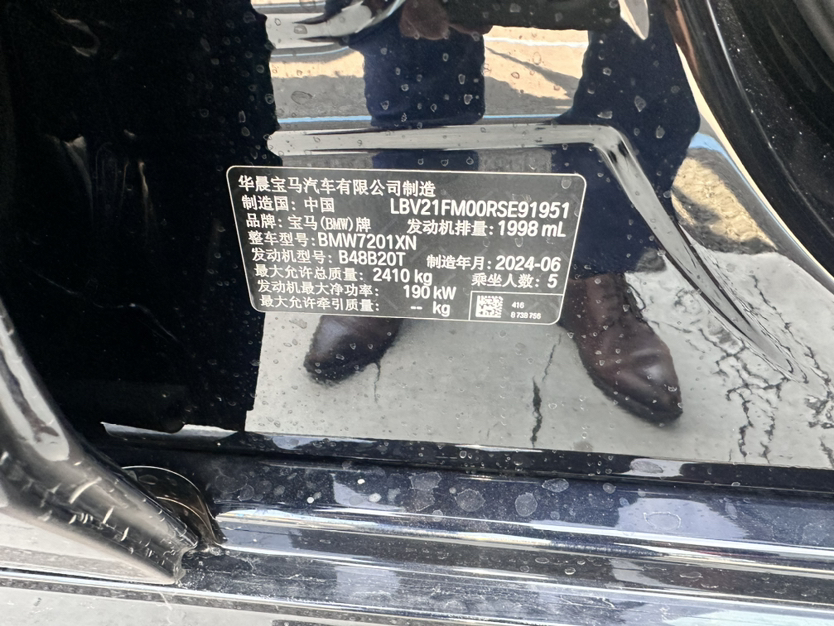 华晨宝马汽车有限公司制造
制造国：中国 LBV21FM00RSE91951
品牌：宝马(BMW)牌 发动机排量：1998 mL
整车型号：BMW7201XN
发动机型号：B48B20T 制造年月：2024-06
最大允许总质量： 2410 kg 乘坐人数：5
发动机最大净功率： 190 kW
最大允许牵引质量： -- kg
416
8 738 756